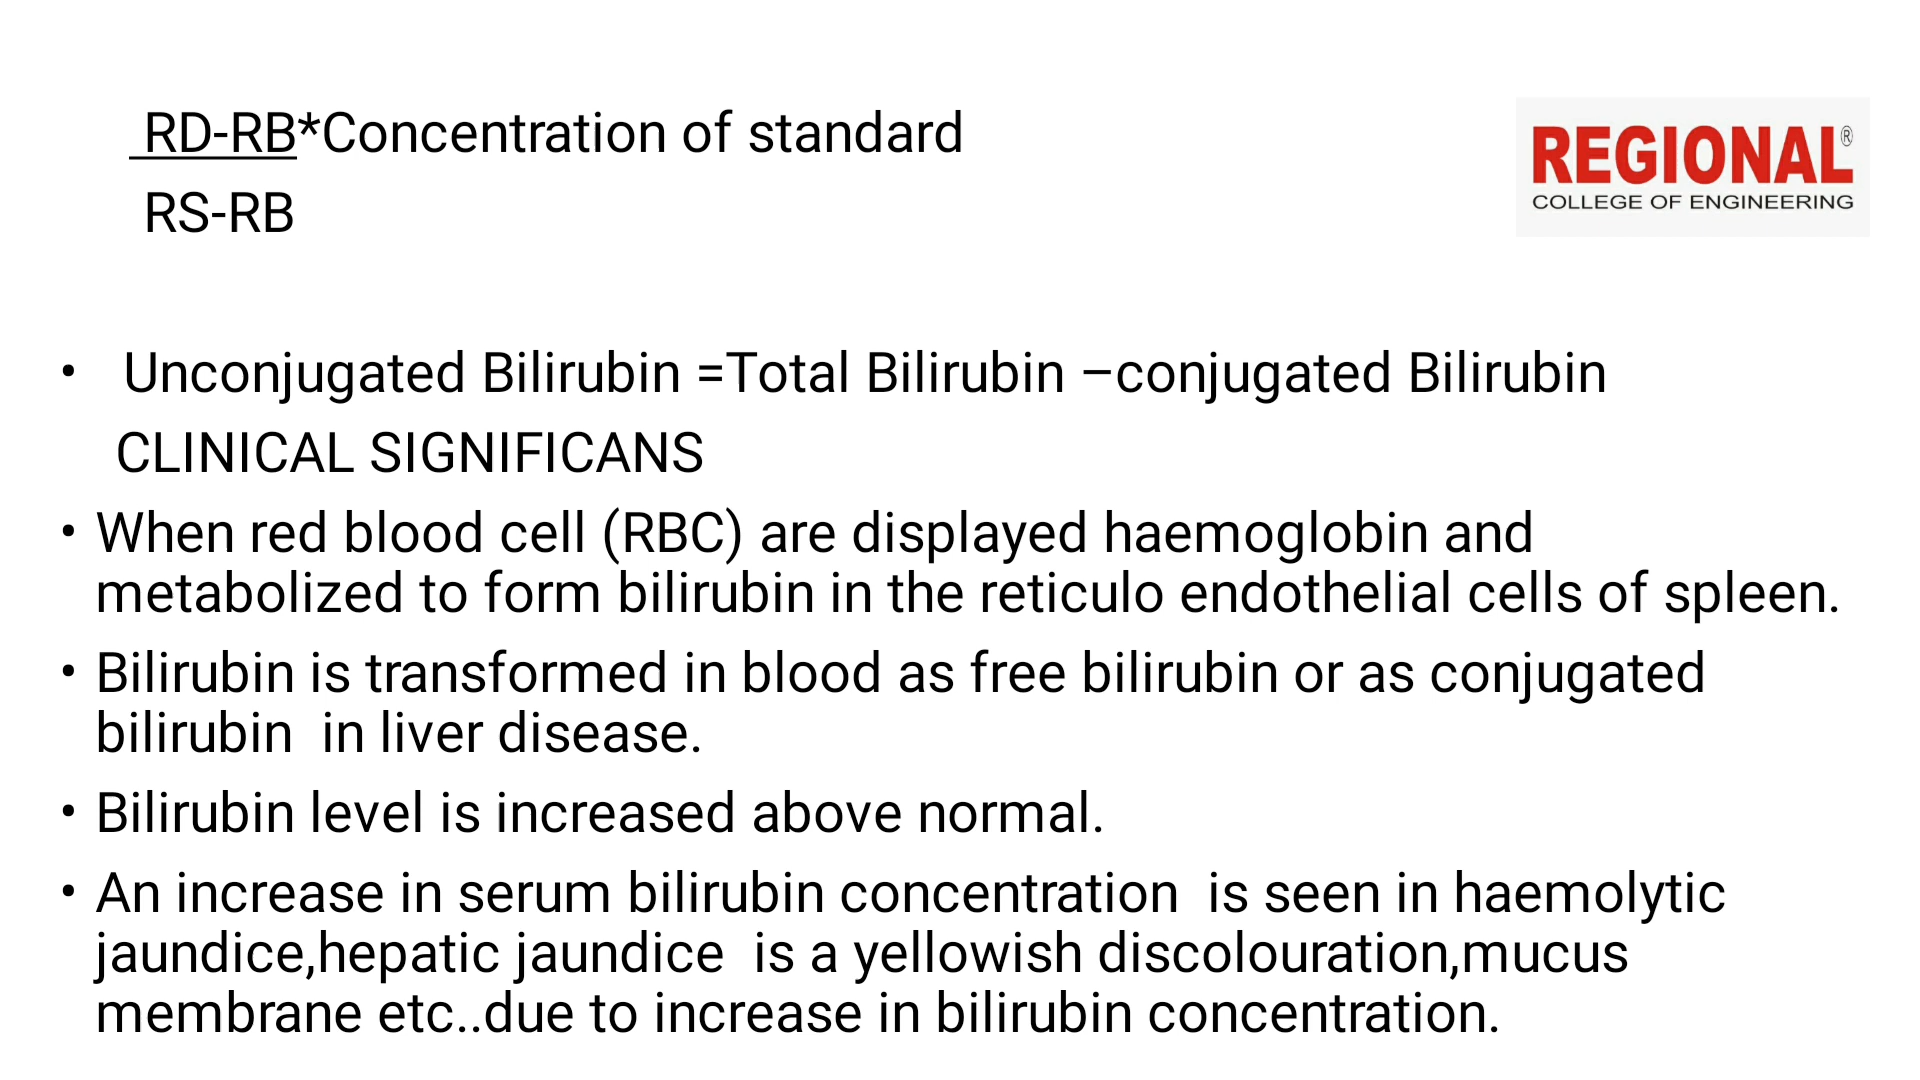 RD-RB*Concentration of standard
RS-RB
REGIONAL®
COLLEGE OF ENGINEERING
• Unconjugated Bilirubin =Total Bilirubin –conjugated Bilirubin
CLINICAL SIGNIFICANS
• When red blood cell (RBC) are displayed haemoglobin and
metabolized to form bilirubin in the reticulo endothelial cells of spleen.
• Bilirubin is transformed in blood as free bilirubin or as conjugated
bilirubin  in liver disease.
• Bilirubin level is increased above normal.
• An increase in serum bilirubin concentration  is seen in haemolytic
jaundice,hepatic jaundice  is a yellowish discolouration,mucus
membrane etc..due to increase in bilirubin concentration.